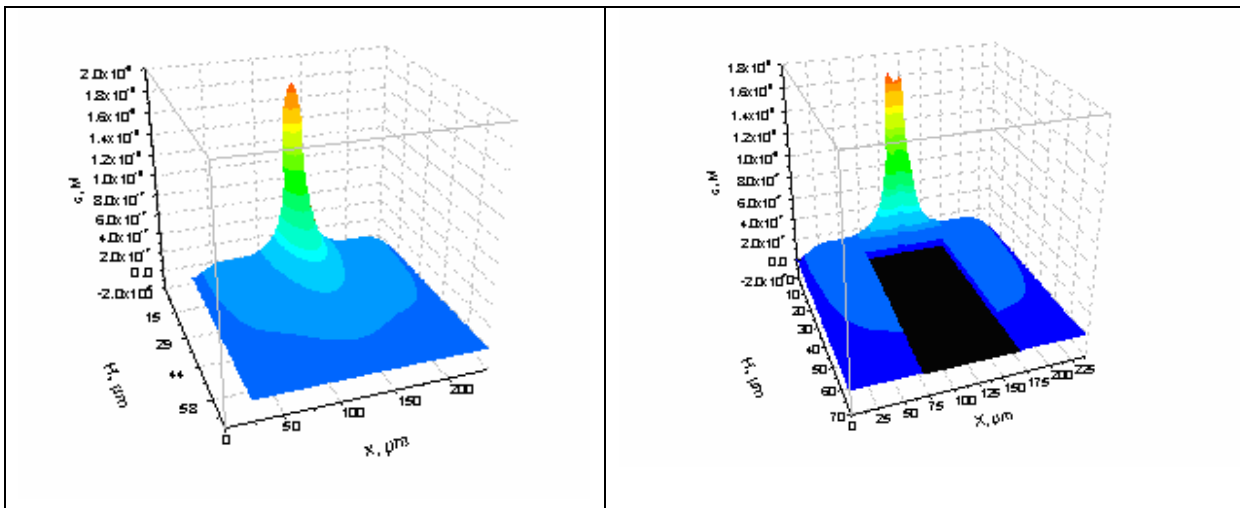 2.0x10⁻⁶
1.8x10⁻⁶
1.6x10⁻⁶
1.4x10⁻⁶
1.2x10⁻⁶
1.0x10⁻⁶
8.0x10⁻⁷
6.0x10⁻⁷
4.0x10⁻⁷
2.0x10⁻⁷
0.0
c, M
15
29
44
58
H, µm
0
50
100
150
200
X, µm
1.8x10⁻⁶
1.6x10⁻⁶
1.4x10⁻⁶
1.2x10⁻⁶
1.0x10⁻⁶
8.0x10⁻⁷
6.0x10⁻⁷
4.0x10⁻⁷
2.0x10⁻⁷
0.0
c, M
10
20
30
40
50
60
70
H, µm
0
25
50
75
100
125
150
175
200
225
X, µm